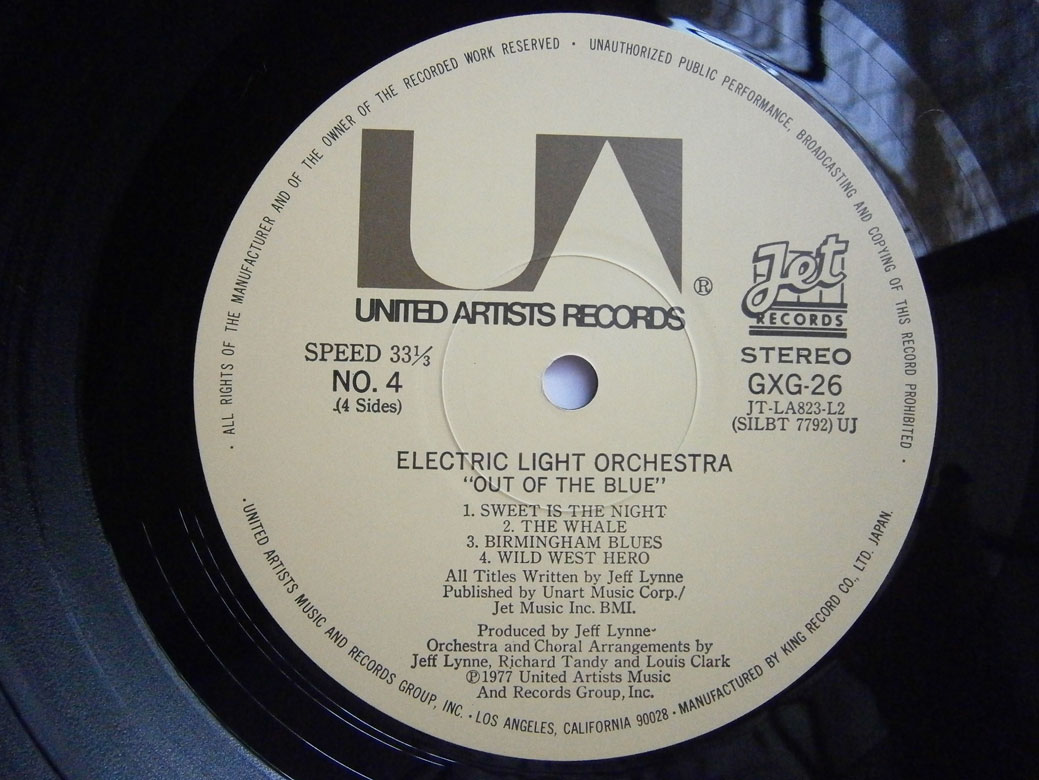 · ALL RIGHTS OF THE MANUFACTURER AND OF THE OWNER OF THE RECORDED WORK RESERVED · UNAUTHORIZED PUBLIC PERFORMANCE, BROADCASTING AND COPYING OF THIS RECORD PROHIBITED ·
UA ®
UNITED ARTISTS RECORDS
Jet
RECORDS
SPEED 33⅓
NO. 4
(4 Sides)
STEREO
GXG-26
JT-LA823-L2
(SILBT 7792) UJ
ELECTRIC LIGHT ORCHESTRA
“OUT OF THE BLUE”
1. SWEET IS THE NIGHT
2. THE WHALE
3. BIRMINGHAM BLUES
4. WILD WEST HERO
All Titles Written by Jeff Lynne
Published by Unart Music Corp./
Jet Music Inc. BMI.
Produced by Jeff Lynne
Orchestra and Choral Arrangements by
Jeff Lynne, Richard Tandy and Louis Clark
℗1977 United Artists Music
And Records Group, Inc.
· UNITED ARTISTS MUSIC AND RECORDS GROUP, INC. · LOS ANGELES, CALIFORNIA 90028 · MANUFACTURED BY KING RECORD CO., LTD. JAPAN.